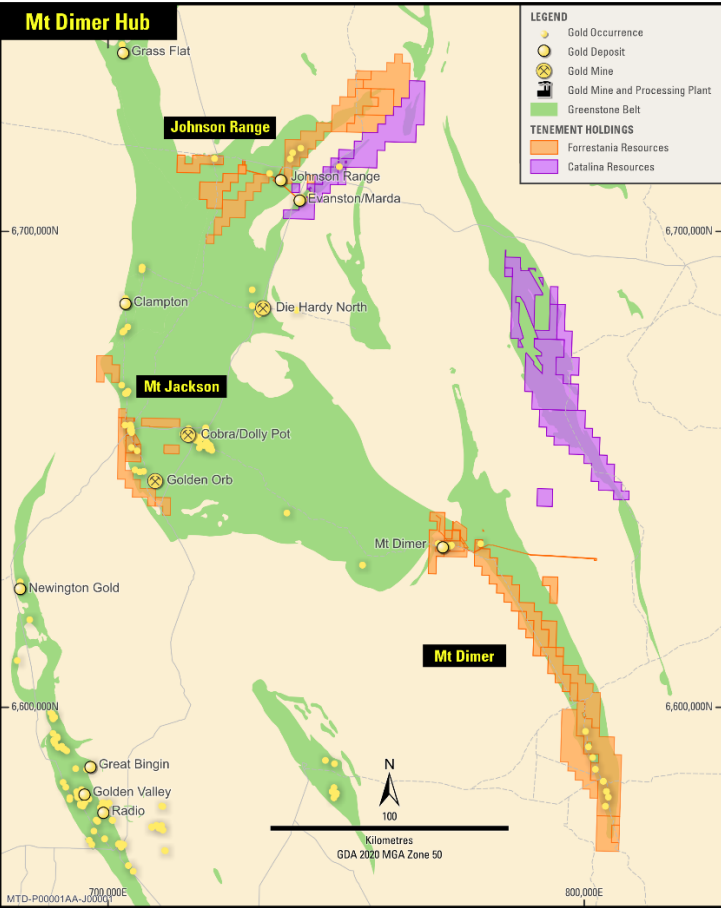 Mt Dimer Hub
LEGEND
Gold Occurrence
Gold Deposit
Gold Mine
Gold Mine and Processing Plant
Greenstone Belt
TENEMENT HOLDINGS
Forrestania Resources
Catalina Resources
Grass Flat
Johnson Range
Johnson Range
Evanston/Marda
6,700,000N
6,700,000N
Clampton
Die Hardy North
Mt Jackson
Cobra/Dolly Pot
Golden Orb
Mt Dimer
Newington Gold
Mt Dimer
6,600,000N
6,600,000N
Great Bingin
Golden Valley
Radio
N
100
Kilometres
GDA 2020 MGA Zone 50
MTD-P00001AA-J00001
700,000E
800,000E